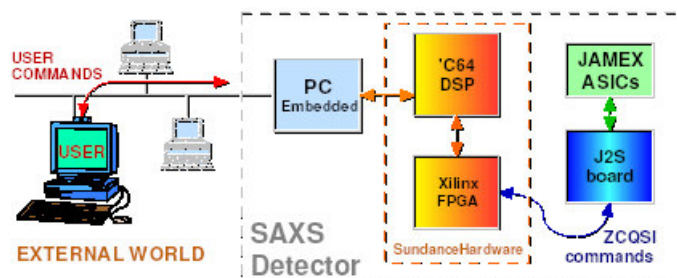 USER
COMMANDS
USER
EXTERNAL WORLD
PC
Embedded
'C64
DSP
Xilinx
FPGA
SundanceHardware
JAMEX
ASICs
J2S
board
ZCQSI
commands
SAXS
Detector